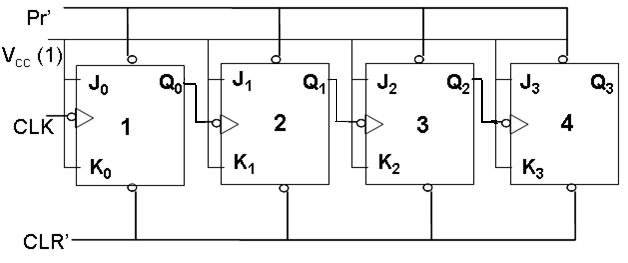 Pr'
V_CC (1)
J₀ Q₀ J₁ Q₁ J₂ Q₂ J₃ Q₃
CLK 1 2 3 4
K₀ K₁ K₂ K₃
CLR'